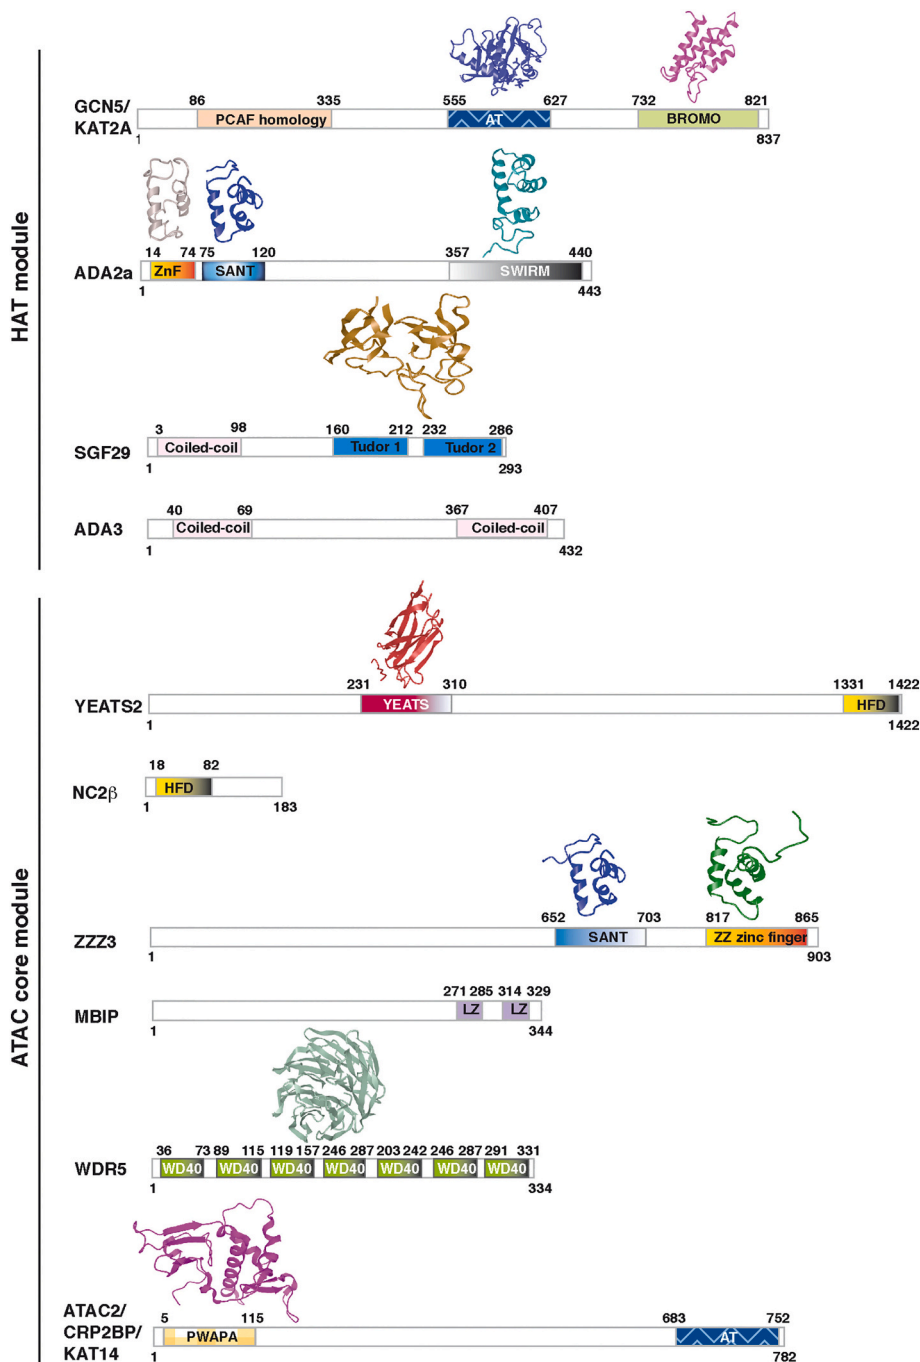 HAT module
GCN5/
KAT2A
86 335 555 627 732 821
PCAF homology AT BROMO
1 837
ADA2a
14 74 75 120 357 440
ZnF SANT SWIRM
1 443
SGF29
3 98 160 212 232 286
Coiled-coil Tudor 1 Tudor 2
1 293
ADA3
40 69 367 407
Coiled-coil Coiled-coil
1 432
ATAC core module
YEATS2
231 310 1331 1422
YEATS HFD
1 1422
NC2β
18 82
HFD
1 183
ZZZ3
652 703 817 865
SANT ZZ zinc finger
1 903
MBIP
271 285 314 329
LZ LZ
1 344
WDR5
36 73 89 115 119 157 246 287 203 242 246 287 291 331
WD40 WD40 WD40 WD40 WD40 WD40 WD40
1 334
ATAC2/
CRP2BP/
KAT14
5 115 683 752
PWAPA AT
1 782